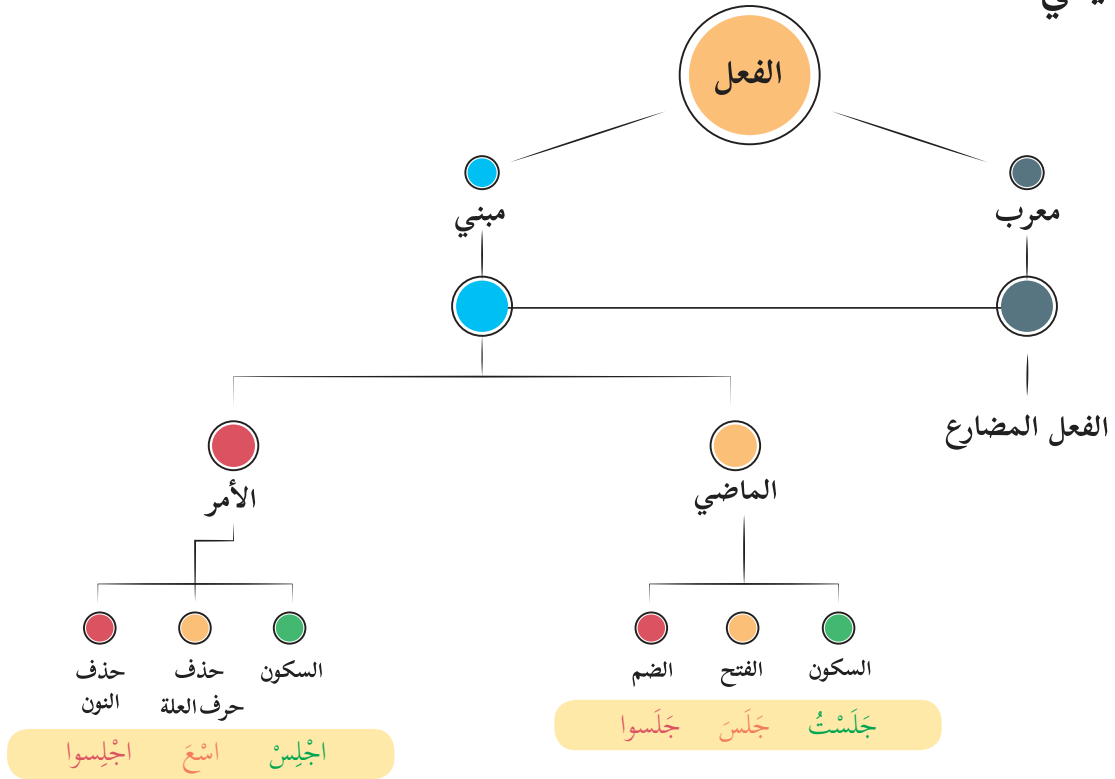 الفعل
معرب
مبني
الفعل المضارع
الماضي
الأمر
السكون
الفتح
الضم
جَلَسْتُ جَلَسَ جَلَسوا
السكون
حذف
حرف العلة
حذف
النون
اجْلِسْ اسْعَ اجْلِسوا